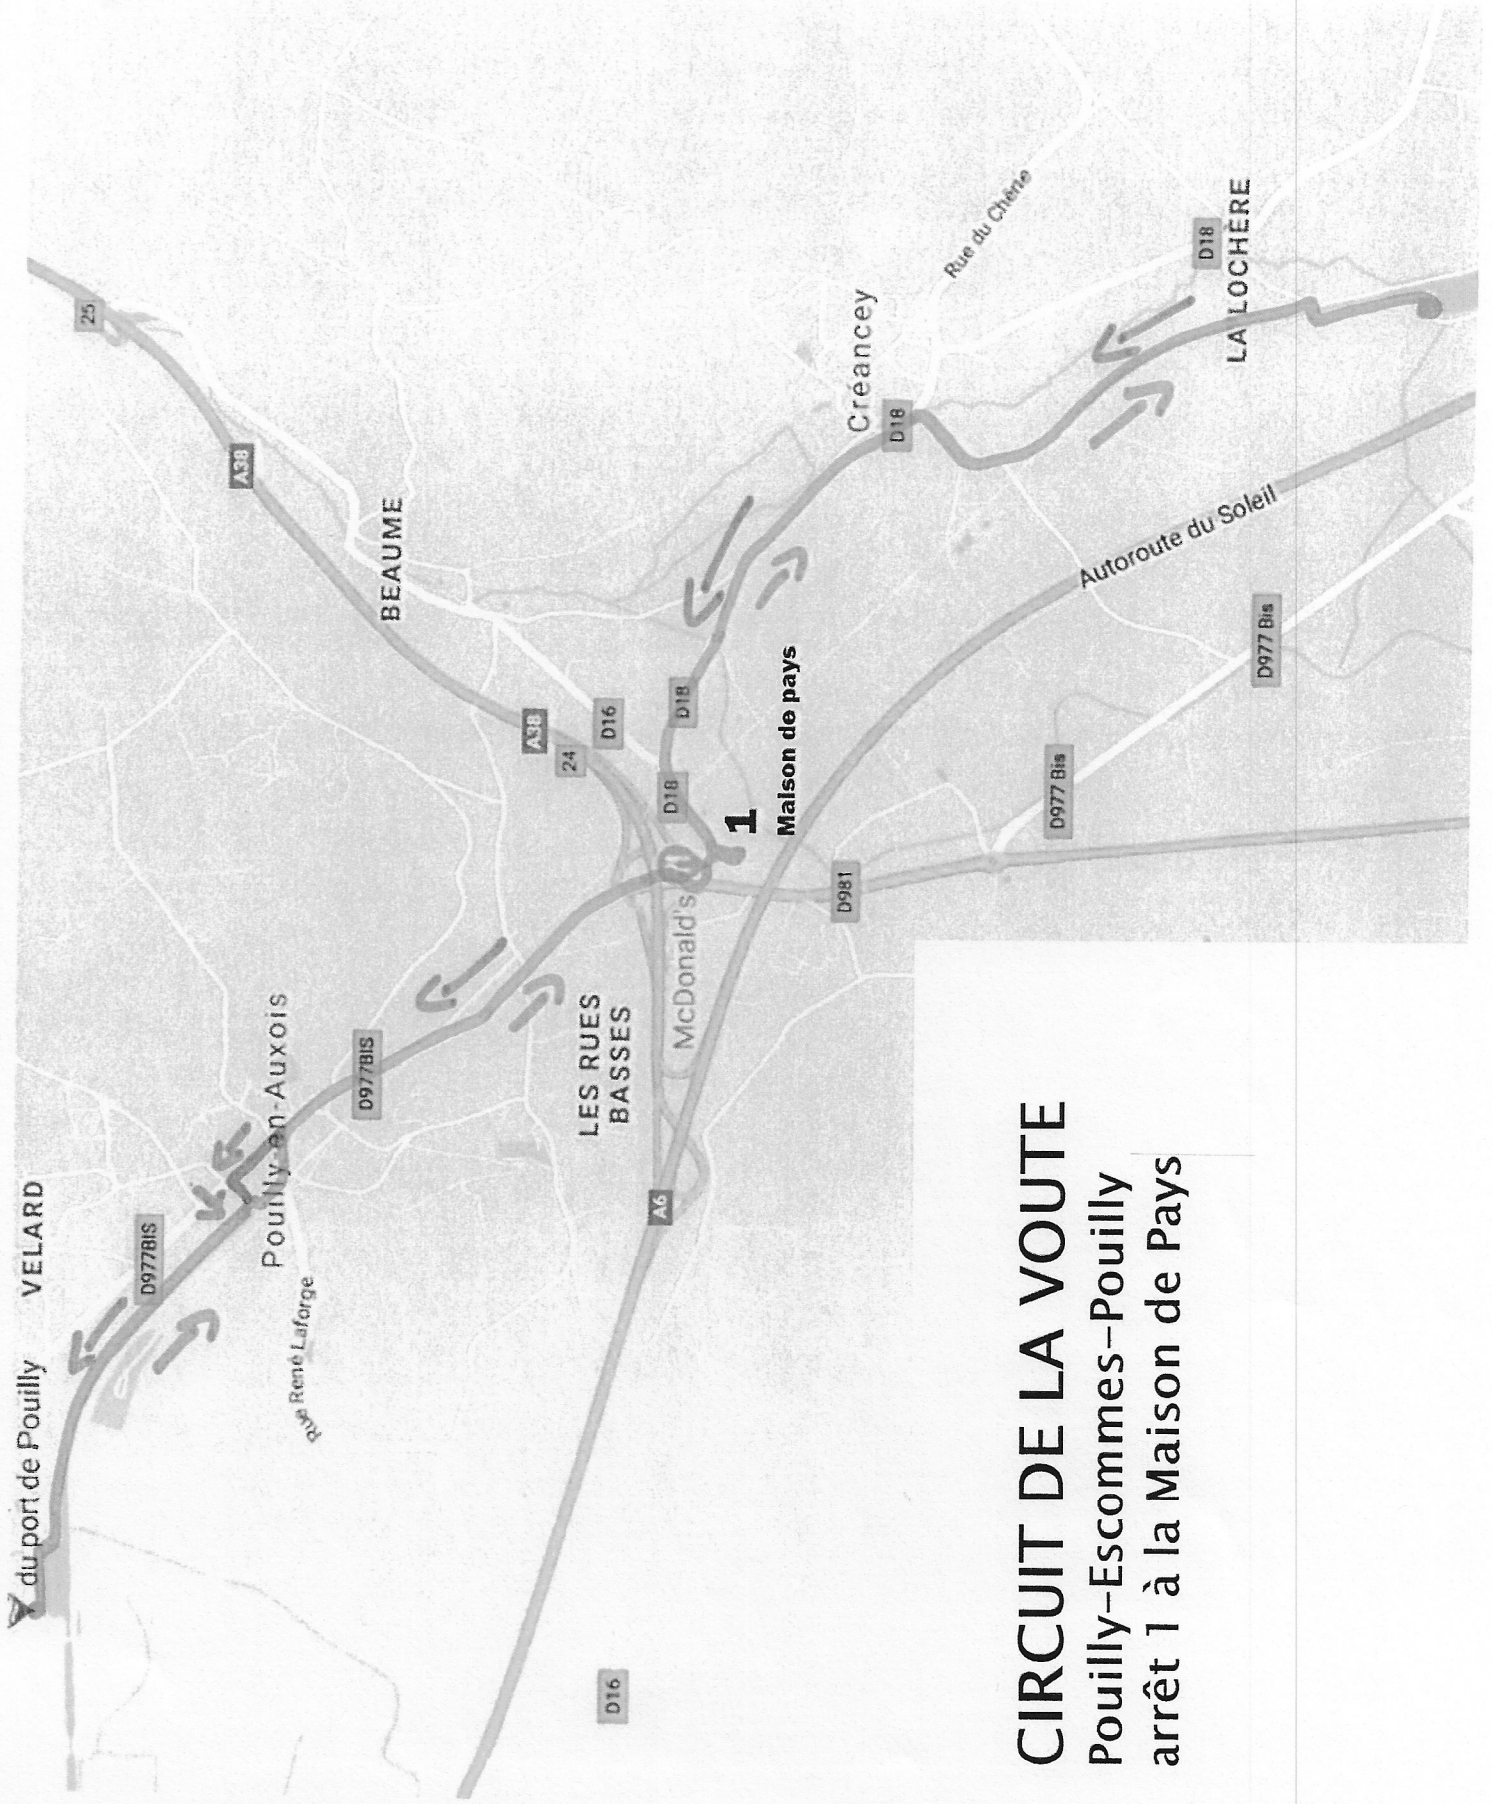 du port de Pouilly
VELARD
D977BIS
Pouilly-en-Auxois
Rue René Laforge
D977BIS
25
A38
BEAUME
A38
24
D16
LES RUES
BASSES
McDonald's
A6
D16
D18
D18
1
Maison de pays
D981
Créancey
D18
Rue du Chêne
D18
LA LOCHÈRE
Autoroute du Soleil
D977 Bis
D977 Bis
CIRCUIT DE LA VOUTE
Pouilly-Escommes-Pouilly
arrêt 1 à la Maison de Pays